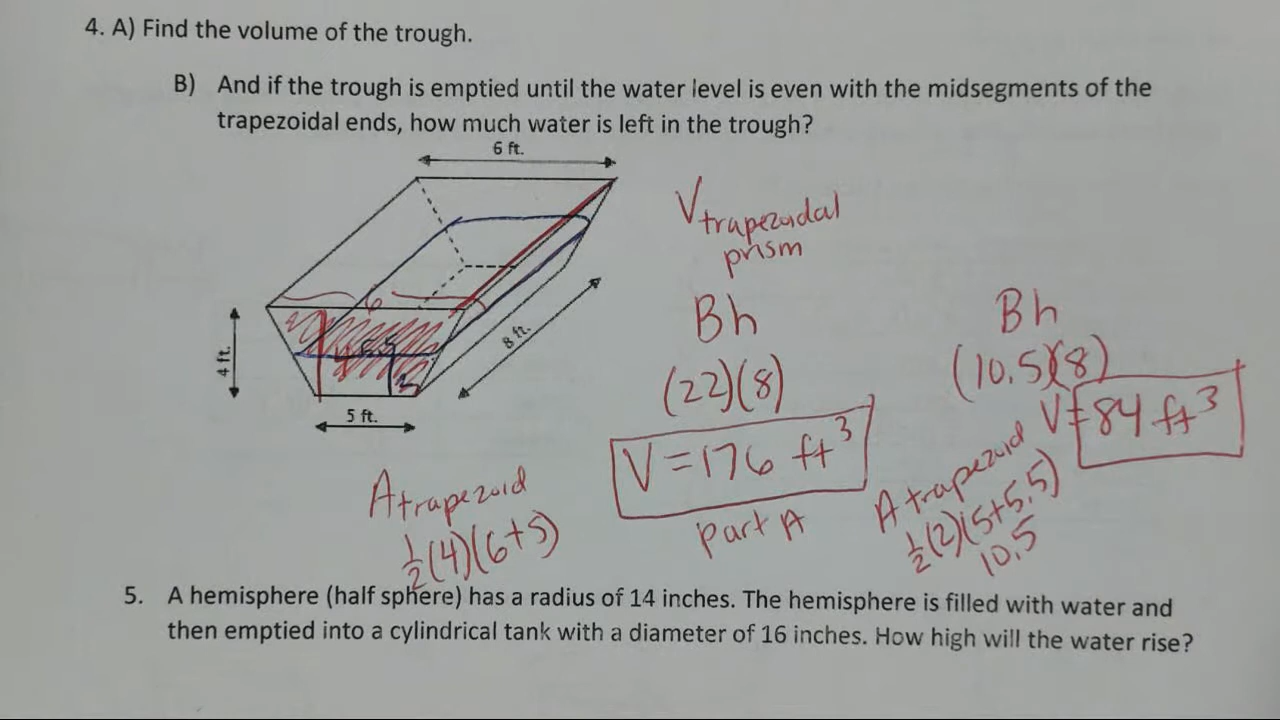 4. A) Find the volume of the trough.
B) And if the trough is emptied until the water level is even with the midsegments of the
trapezoidal ends, how much water is left in the trough?
6 ft.
6
4 ft.
4
5.5
2
8 ft.
5 ft.
V trapezoidal
prism
Bh
(22)(8)
V = 176 ft³
Part A
A trapezoid
½(4)(6+5)
Bh
(10.5)(8)
V = 84 ft³
A trapezoid
½(2)(5+5.5)
10.5
5. A hemisphere (half sphere) has a radius of 14 inches. The hemisphere is filled with water and
then emptied into a cylindrical tank with a diameter of 16 inches. How high will the water rise?